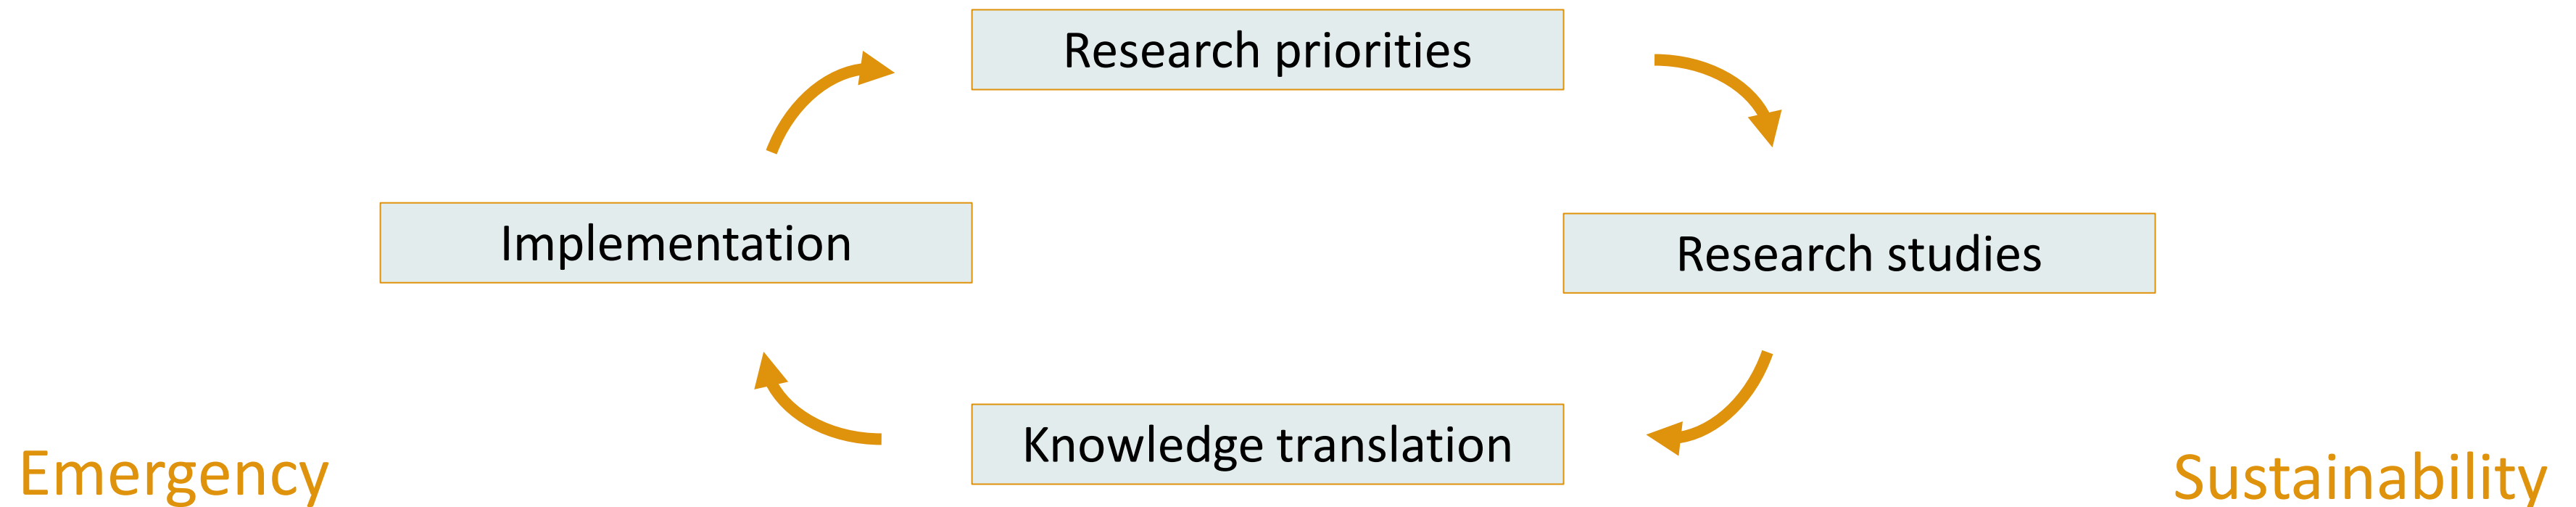 Research priorities
Implementation
Research studies
Knowledge translation
Emergency
Sustainability